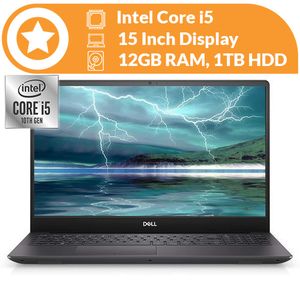 Intel Core i5
15 Inch Display
12GB RAM, 1TB HDD
intel
CORE i5
10TH GEN
DELL